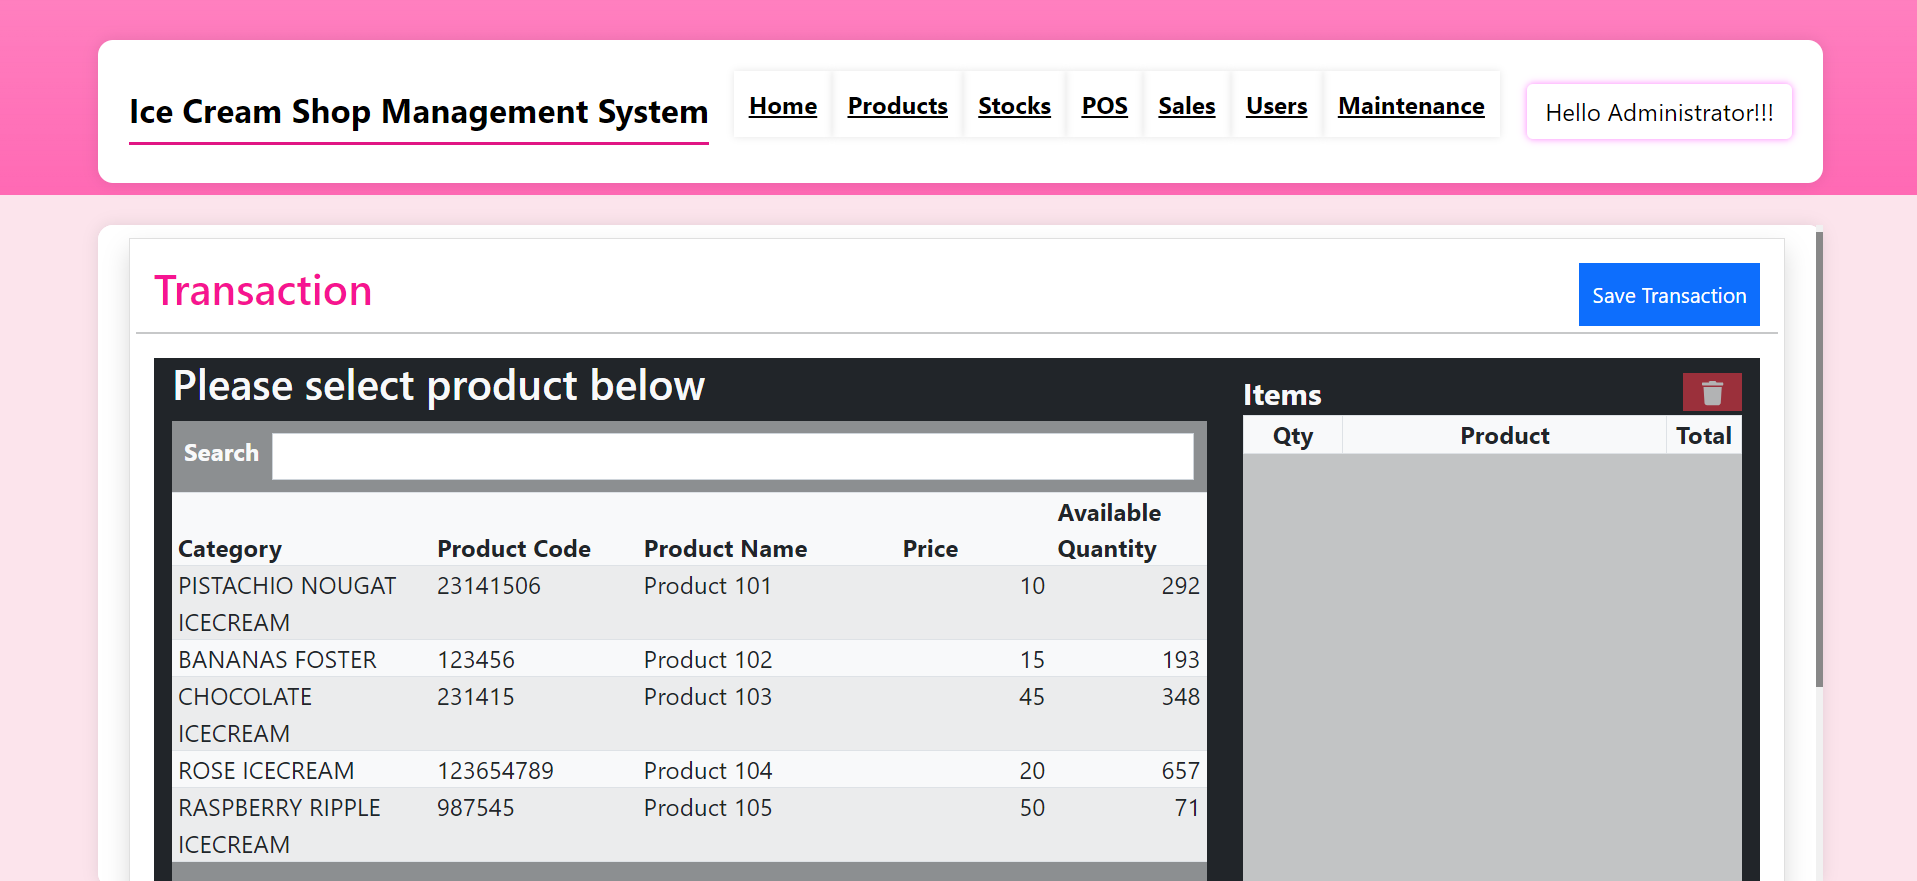 Ice Cream Shop Management System
Home Products Stocks POS Sales Users Maintenance
Hello Administrator!!!
Transaction
Save Transaction
Please select product below
Search
Category Product Code Product Name Price Available Quantity
PISTACHIO NOUGAT 23141506 Product 101 10 292
ICECREAM
BANANAS FOSTER 123456 Product 102 15 193
CHOCOLATE 231415 Product 103 45 348
ICECREAM
ROSE ICECREAM 123654789 Product 104 20 657
RASPBERRY RIPPLE 987545 Product 105 50 71
ICECREAM
Items
Qty Product Total